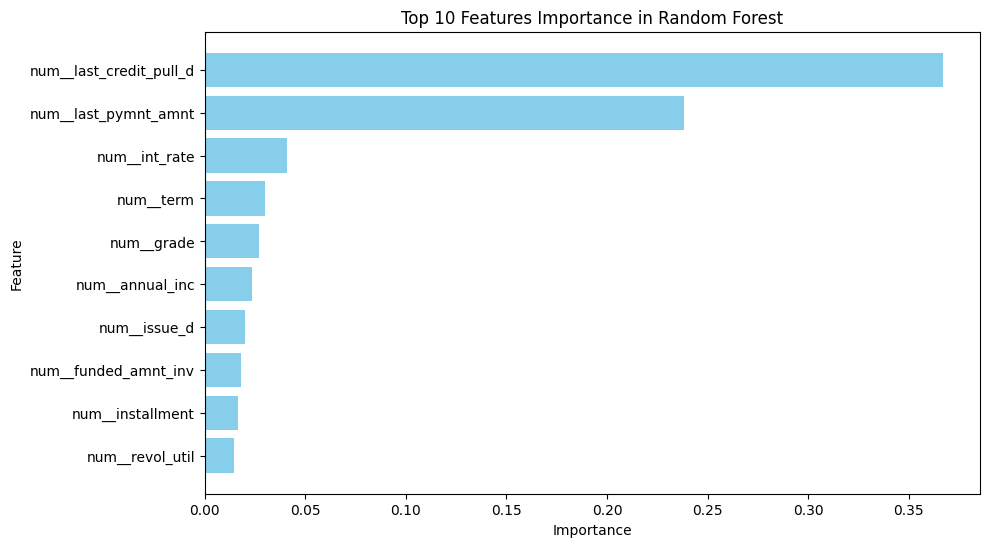 Top 10 Features Importance in Random Forest
num__last_credit_pull_d
num__last_pymnt_amnt
num__int_rate
num__term
num__grade
num__annual_inc
num__issue_d
num__funded_amnt_inv
num__installment
num__revol_util
Feature
0.00 0.05 0.10 0.15 0.20 0.25 0.30 0.35
Importance